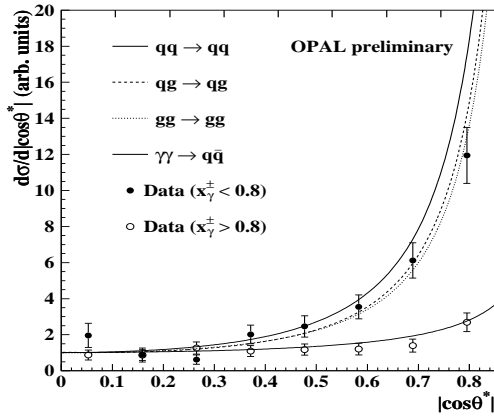 dσ/d|cosθ*| (arb. units)
20
18
16
14
12
10
8
6
4
2
0
OPAL preliminary
qq → qq
qg → qg
gg → gg
γγ → qq̄
Data (xγ± < 0.8)
Data (xγ± > 0.8)
0 0.1 0.2 0.3 0.4 0.5 0.6 0.7 0.8
|cosθ*|